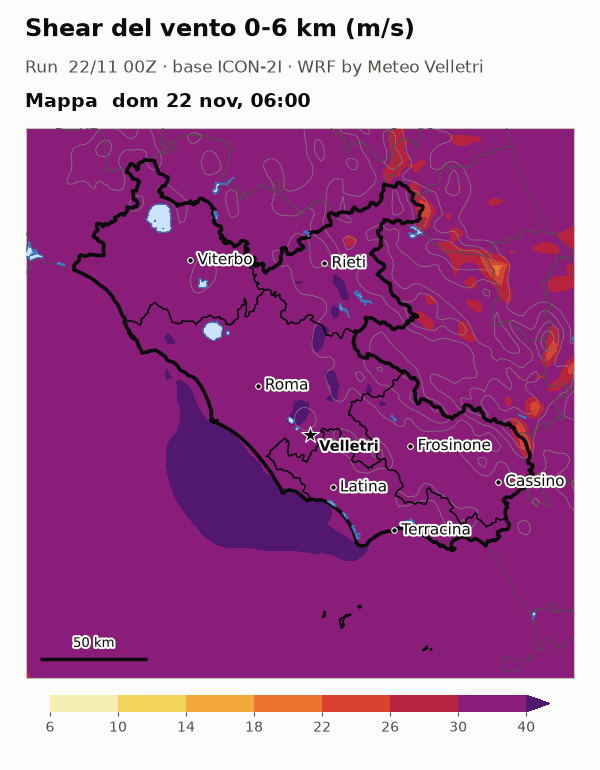 Shear del vento 0-6 km (m/s)
Run 22/11 00Z · base ICON-2I · WRF by Meteo Velletri
Mappa dom 22 nov, 06:00
Viterbo
Rieti
Roma
Velletri
Frosinone
Latina
Cassino
Terracina
50 km
6 10 14 18 22 26 30 40